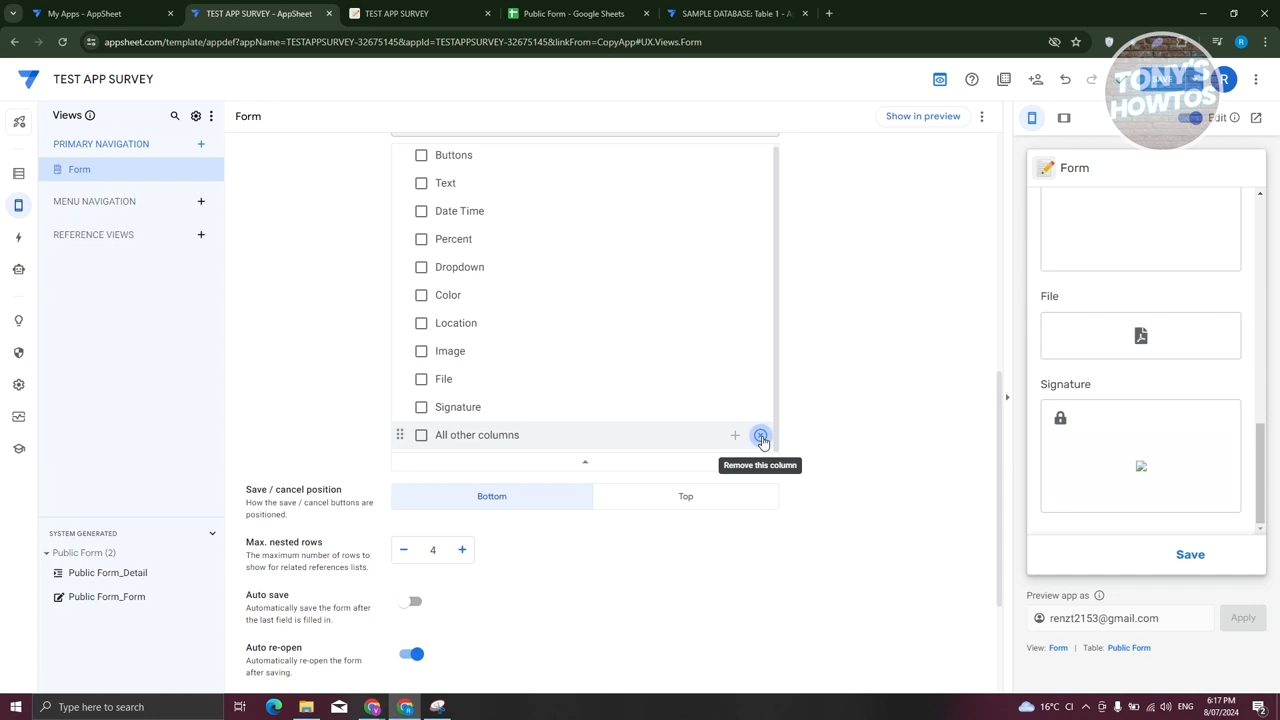 My Apps - AppSheet
TEST APP SURVEY - AppSheet
TEST APP SURVEY
Public Form - Google Sheets
SAMPLE DATABASE: Table 1 - A
appsheet.com/template/appdef?appName=TESTAPPSURVEY-32675145&appId=TESTAPPSURVEY-32675145&linkFrom=CopyApp#UX.Views.Form
TEST APP SURVEY
SAVE
R
TONY'S
HOWTOS
Views
Form
Show in preview
Edit
PRIMARY NAVIGATION
Form
MENU NAVIGATION
REFERENCE VIEWS
Buttons
Text
Date Time
Percent
Dropdown
Color
Location
Image
File
Signature
All other columns
Remove this column
Save / cancel position
How the save / cancel buttons are
positioned.
Bottom
Top
Max. nested rows
The maximum number of rows to
show for related references lists.
4
Auto save
Automatically save the form after
the last field is filled in.
Auto re-open
Automatically re-open the form
after saving.
SYSTEM GENERATED
Public Form (2)
Public Form_Detail
Public Form_Form
Form
File
Signature
Save
Preview app as
renzt2153@gmail.com
Apply
View: Form | Table: Public Form
Type here to search
16°C
CI
ENG
6:17 PM
8/07/2024